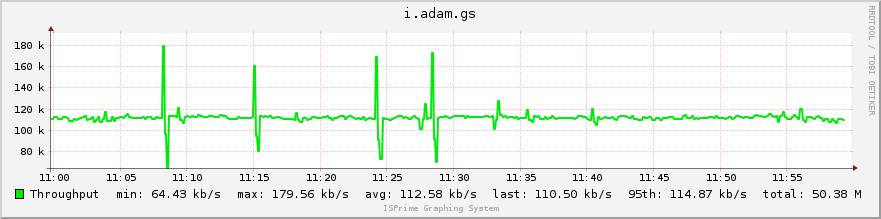 i.adam.gs
RRDTOOL / TOBI OETIKER
180 k
160 k
140 k
120 k
100 k
80 k
11:00 11:05 11:10 11:15 11:20 11:25 11:30 11:35 11:40 11:45 11:50 11:55
Throughput min: 64.43 kb/s max: 179.56 kb/s avg: 112.58 kb/s last: 110.50 kb/s 95th: 114.87 kb/s total: 50.38 M
ISPrime Graphing System